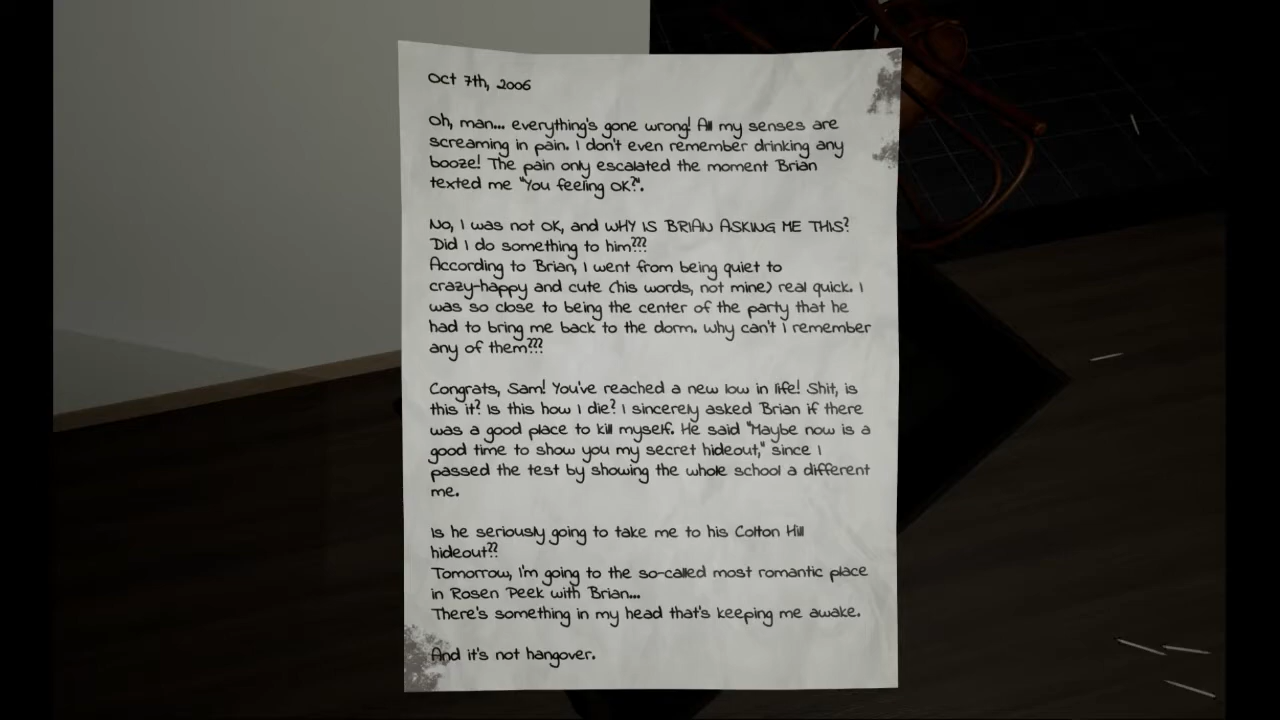 Oct 7th, 2006
Oh, man... everything's gone wrong! All my senses are
screaming in pain. I don't even remember drinking any
booze! The pain only escalated the moment Brian
texted me "You feeling OK?".
No, I was not OK, and WHY IS BRIAN ASKING ME THIS?
Did I do something to him???
According to Brian, I went from being quiet to
crazy-happy and cute (his words, not mine) real quick. I
was so close to being the center of the party that he
had to bring me back to the dorm. Why can't I remember
any of them???
Congrats, Sam! You've reached a new low in life! Shit, is
this it? Is this how I die? I sincerely asked Brian if there
was a good place to kill myself. He said "Maybe now is a
good time to show you my secret hideout," since I
passed the test by showing the whole school a different
me.
Is he seriously going to take me to his Colton Hill
hideout??
Tomorrow, I'm going to the so-called most romantic place
in Rosen Peek with Brian...
There's something in my head that's keeping me awake.
And it's not hangover.